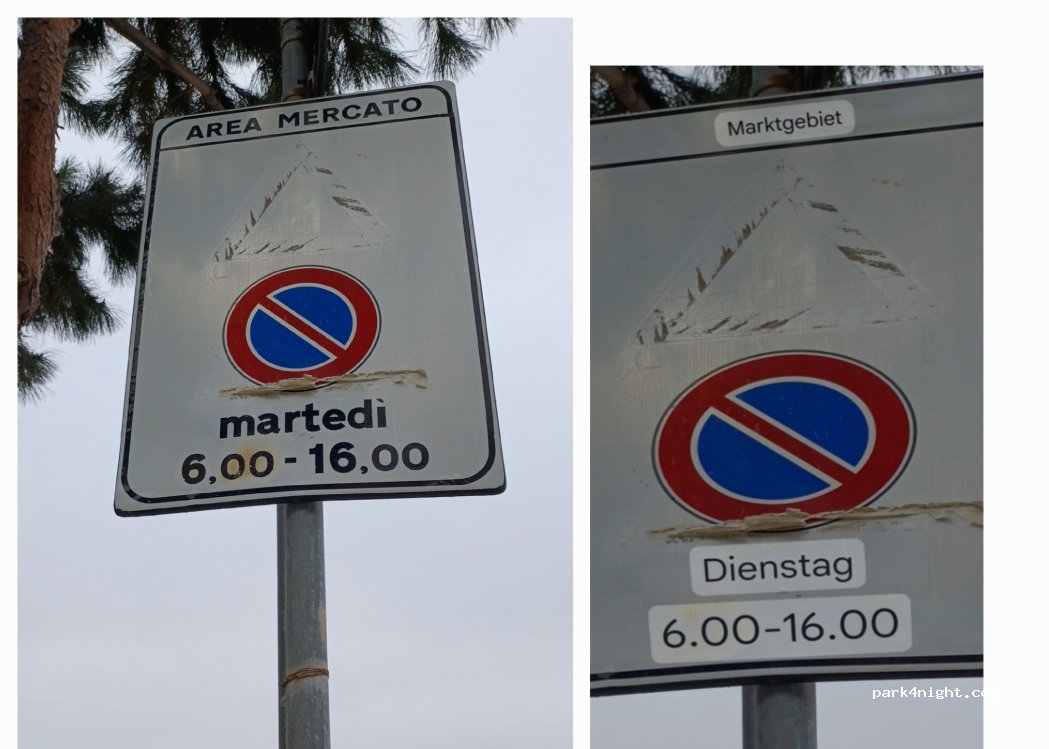 AREA MERCATO
martedì
6,00 - 16,00
Marktgebiet
Dienstag
6.00-16.00
park4night.com